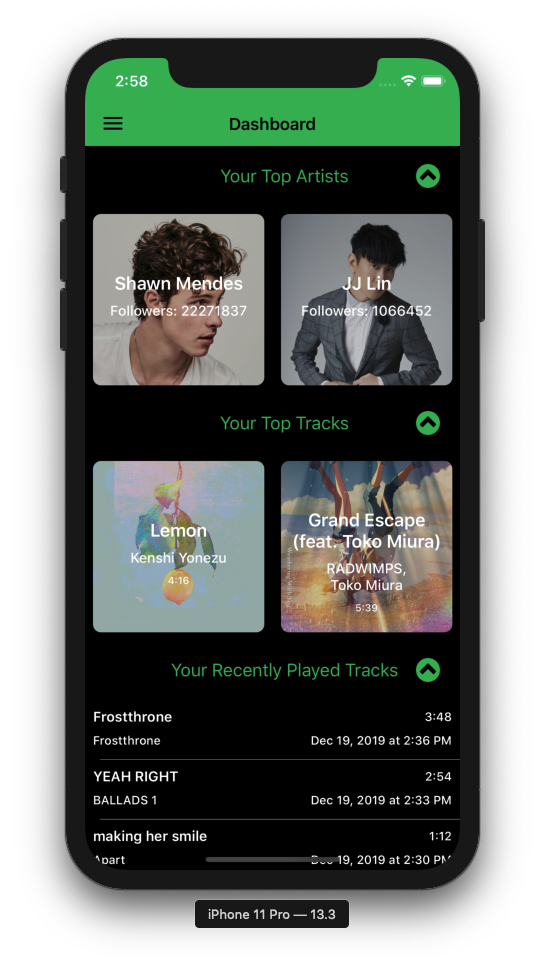 2:58
Dashboard
Your Top Artists
Shawn Mendes
Followers: 22271837
JJ Lin
Followers: 1066452
Your Top Tracks
Lemon
Kenshi Yonezu
4:16
Grand Escape
(feat. Toko Miura)
RADWIMPS,
Toko Miura
5:39
Your Recently Played Tracks
Frostthrone 3:48
Frostthrone Dec 19, 2019 at 2:36 PM
YEAH RIGHT 2:54
BALLADS 1 Dec 19, 2019 at 2:33 PM
making her smile 1:12
Apart Dec 19, 2019 at 2:30 PM
iPhone 11 Pro — 13.3